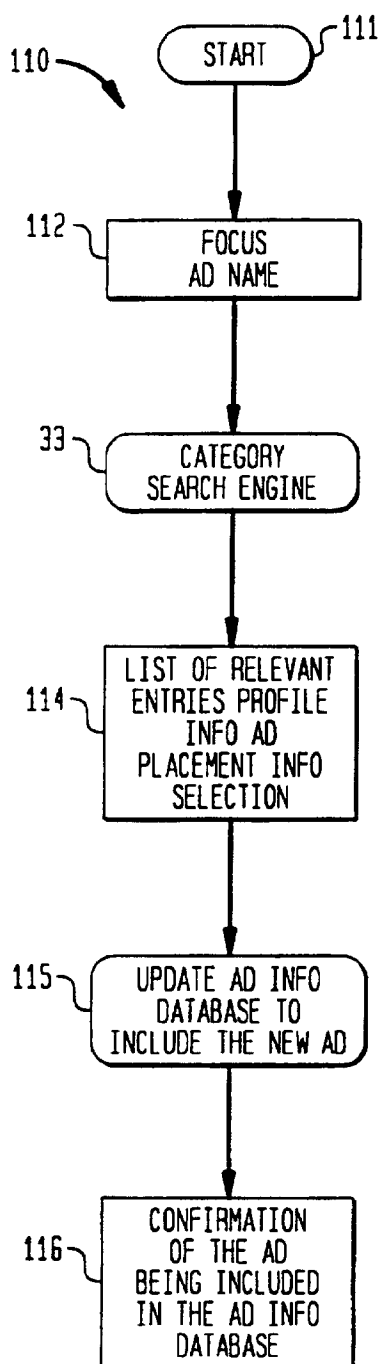 111
START
110
112
FOCUS
AD NAME
33
CATEGORY
SEARCH ENGINE
114
LIST OF RELEVANT
ENTRIES PROFILE
INFO AD
PLACEMENT INFO
SELECTION
115
UPDATE AD INFO
DATABASE TO
INCLUDE THE NEW AD
116
CONFIRMATION
OF THE AD
BEING INCLUDED
IN THE AD INFO
DATABASE